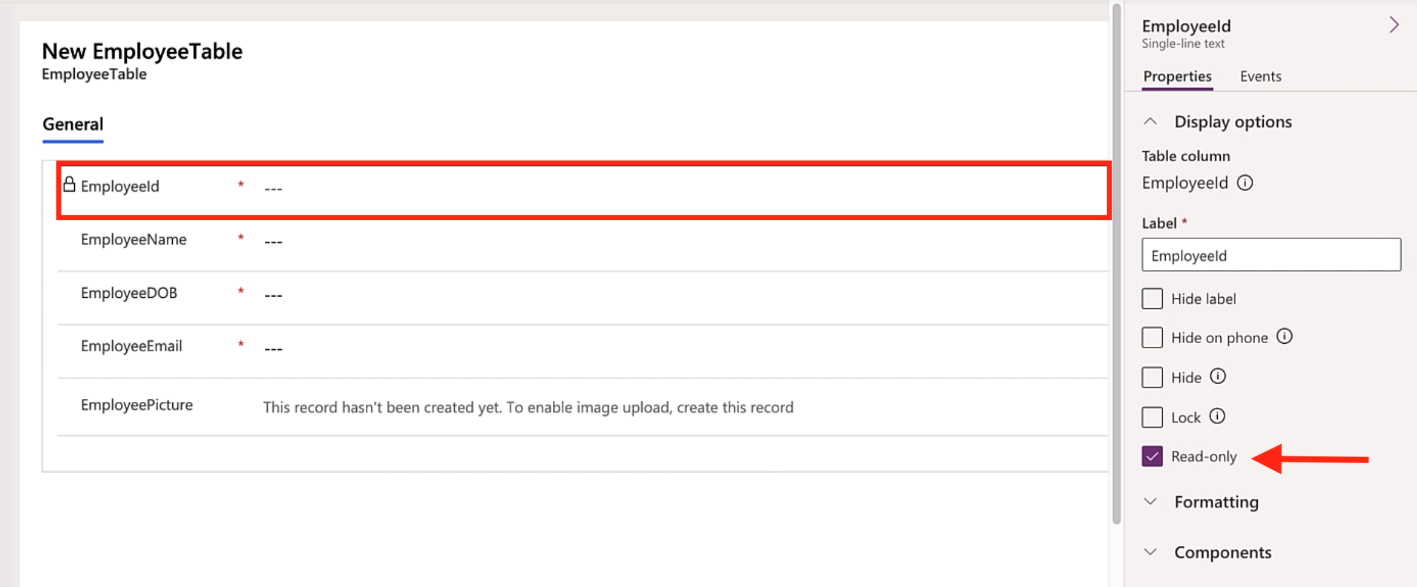 New EmployeeTable
EmployeeTable
General
EmployeeId * ---
EmployeeName * ---
EmployeeDOB * ---
EmployeeEmail * ---
EmployeePicture This record hasn't been created yet. To enable image upload, create this record
EmployeeId
Single-line text
Properties Events
Display options
Table column
EmployeeId
Label *
EmployeeId
Hide label
Hide on phone
Hide
Lock
Read-only
Formatting
Components